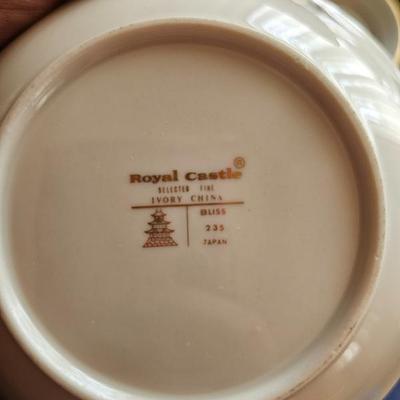 Royal Castle®
SELECTED FINE
IVORY CHINA
BLISS
235
JAPAN